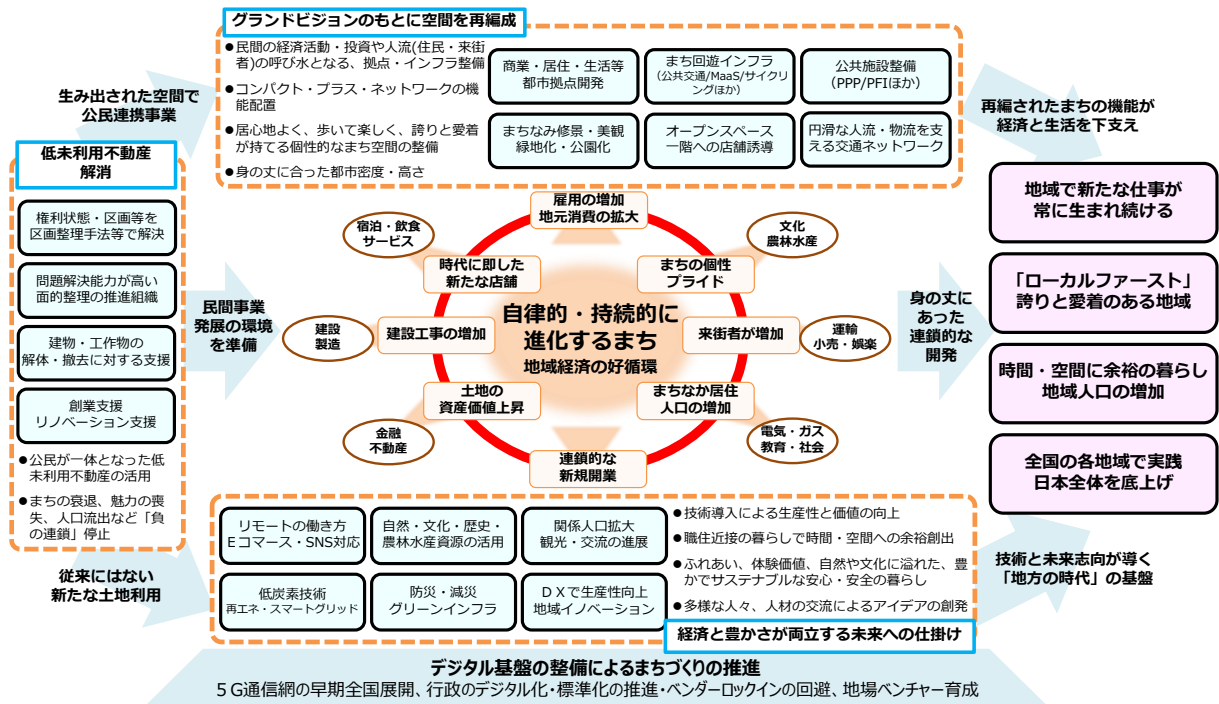 グランドビジョンのもとに空間を再編成
●民間の経済活動・投資や人流(住民・来街
者)の呼び水となる、拠点・インフラ整備
●コンパクト・プラス・ネットワークの機
能配置
●居心地よく、歩いて楽しく、誇りと愛着
が持てる個性的なまち空間の整備
●身の丈に合った都市密度・高さ
商業・居住・生活等
都市拠点開発
まち回遊インフラ
(公共交通/MaaS/サイクリ
ングほか)
公共施設整備
(PPP/PFIほか)
まちなみ修景・美観
緑地化・公園化
オープンスペース
一階への店舗誘導
円滑な人流・物流を支
える交通ネットワーク
生み出された空間で
公民連携事業
再編されたまちの機能が
経済と生活を下支え
低未利用不動産
解消
権利状態・区画等を
区画整理手法等で解決
問題解決能力が高い
面的整理の推進組織
建物・工作物の
解体・撤去に対する支援
創業支援
リノベーション支援
●公民が一体となった低
未利用不動産の活用
●まちの衰退、魅力の喪
失、人口流出など「負
の連鎖」停止
民間事業
発展の環境
を準備
雇用の増加
地元消費の拡大
宿泊・飲食
サービス
文化
農林水産
時代に即した
新たな店舗
まちの個性
プライド
建設
製造
建設工事の増加
自律的・持続的に
進化するまち
地域経済の好循環
来街者が増加
運輸
小売・娯楽
土地の
資産価値上昇
まちなか居住
人口の増加
金融
不動産
電気・ガス
教育・社会
連鎖的な
新規開業
身の丈に
あった
連鎖的な
開発
地域で新たな仕事が
常に生まれ続ける
「ローカルファースト」
誇りと愛着のある地域
時間・空間に余裕の暮らし
地域人口の増加
全国の各地域で実践
日本全体を底上げ
従来にはない
新たな土地利用
リモートの働き方
Eコマース・SNS対応
自然・文化・歴史・
農林水産資源の活用
関係人口拡大
観光・交流の進展
低炭素技術
再エネ・スマートグリッド
防災・減災
グリーンインフラ
DXで生産性向上
地域イノベーション
●技術導入による生産性と価値の向上
●職住近接の暮らしで時間・空間への余裕創出
●ふれあい、体験価値、自然や文化に溢れた、豊
かでサステナブルな安心・安全の暮らし
●多様な人々、人材の交流によるアイデアの創発
経済と豊かさが両立する未来への仕掛け
技術と未来志向が導く
「地方の時代」の基盤
デジタル基盤の整備によるまちづくりの推進
5G通信網の早期全国展開、行政のデジタル化・標準化の推進・ベンダーロックインの回避、地場ベンチャー育成